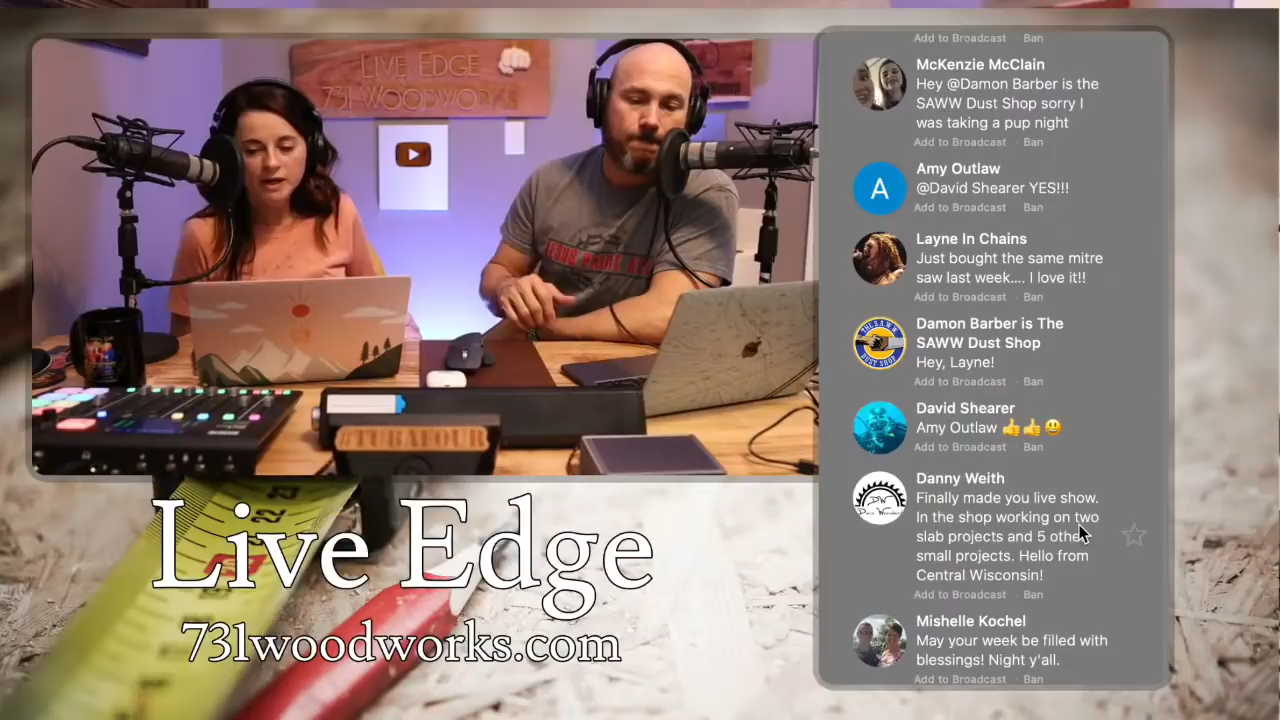 LIVE EDGE
731 WOODWORKS
#TUBAFOUR
Live Edge
731woodworks.com
Add to Broadcast · Ban
McKenzie McClain
Hey @Damon Barber is the
SAWW Dust Shop sorry I
was taking a pup night
Add to Broadcast · Ban
A
Amy Outlaw
@David Shearer YES!!!
Add to Broadcast · Ban
Layne In Chains
Just bought the same mitre
saw last week.... I love it!!
Add to Broadcast · Ban
THE S.A.W.W
DUST SHOP
Damon Barber is The
SAWW Dust Shop
Hey, Layne!
Add to Broadcast · Ban
David Shearer
Amy Outlaw 👍👍😃
Add to Broadcast · Ban
DW
Danny Weith
Finally made you live show.
In the shop working on two
slab projects and 5 other
small projects. Hello from
Central Wisconsin!
Add to Broadcast · Ban
Mishelle Kochel
May your week be filled with
blessings! Night y'all.
Add to Broadcast · Ban